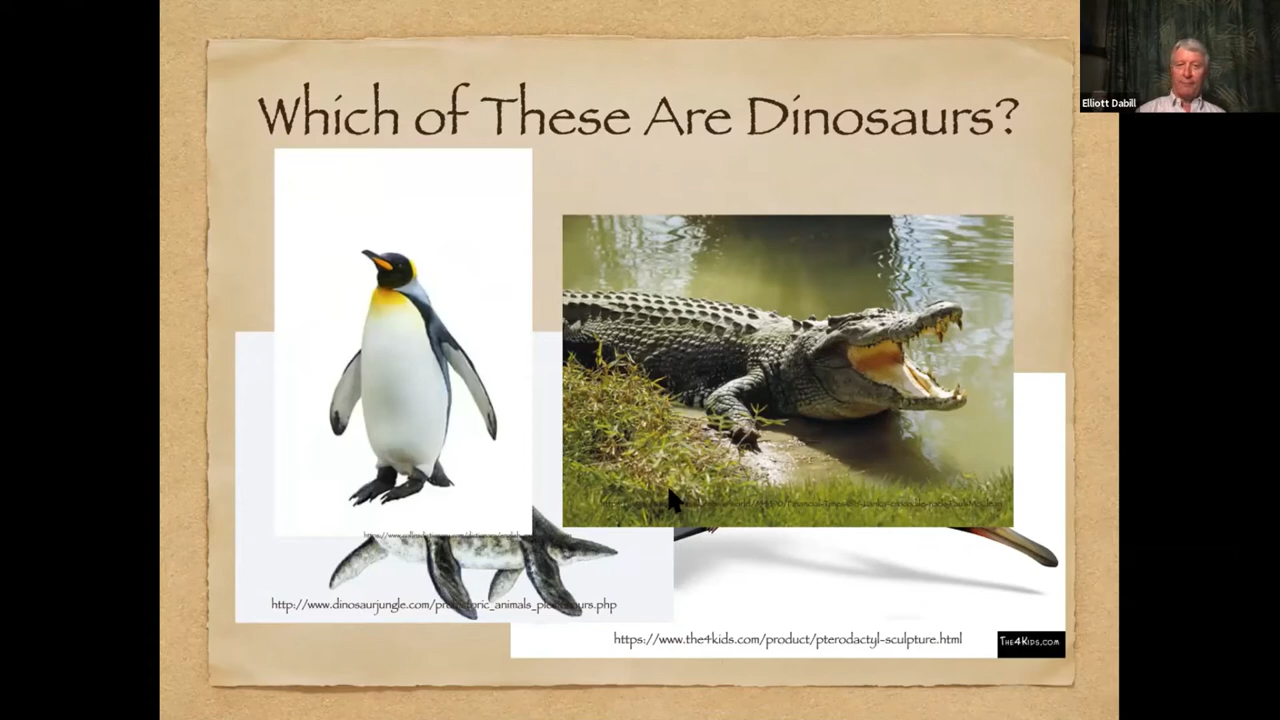 Which of These Are Dinosaurs?
Elliott Dabill
http://www.dinosaurjungle.com/prehistoric_animals_plesiosaurs.php
https://www.the4kids.com/product/pterodactyl-sculpture.html
The4Kids.com